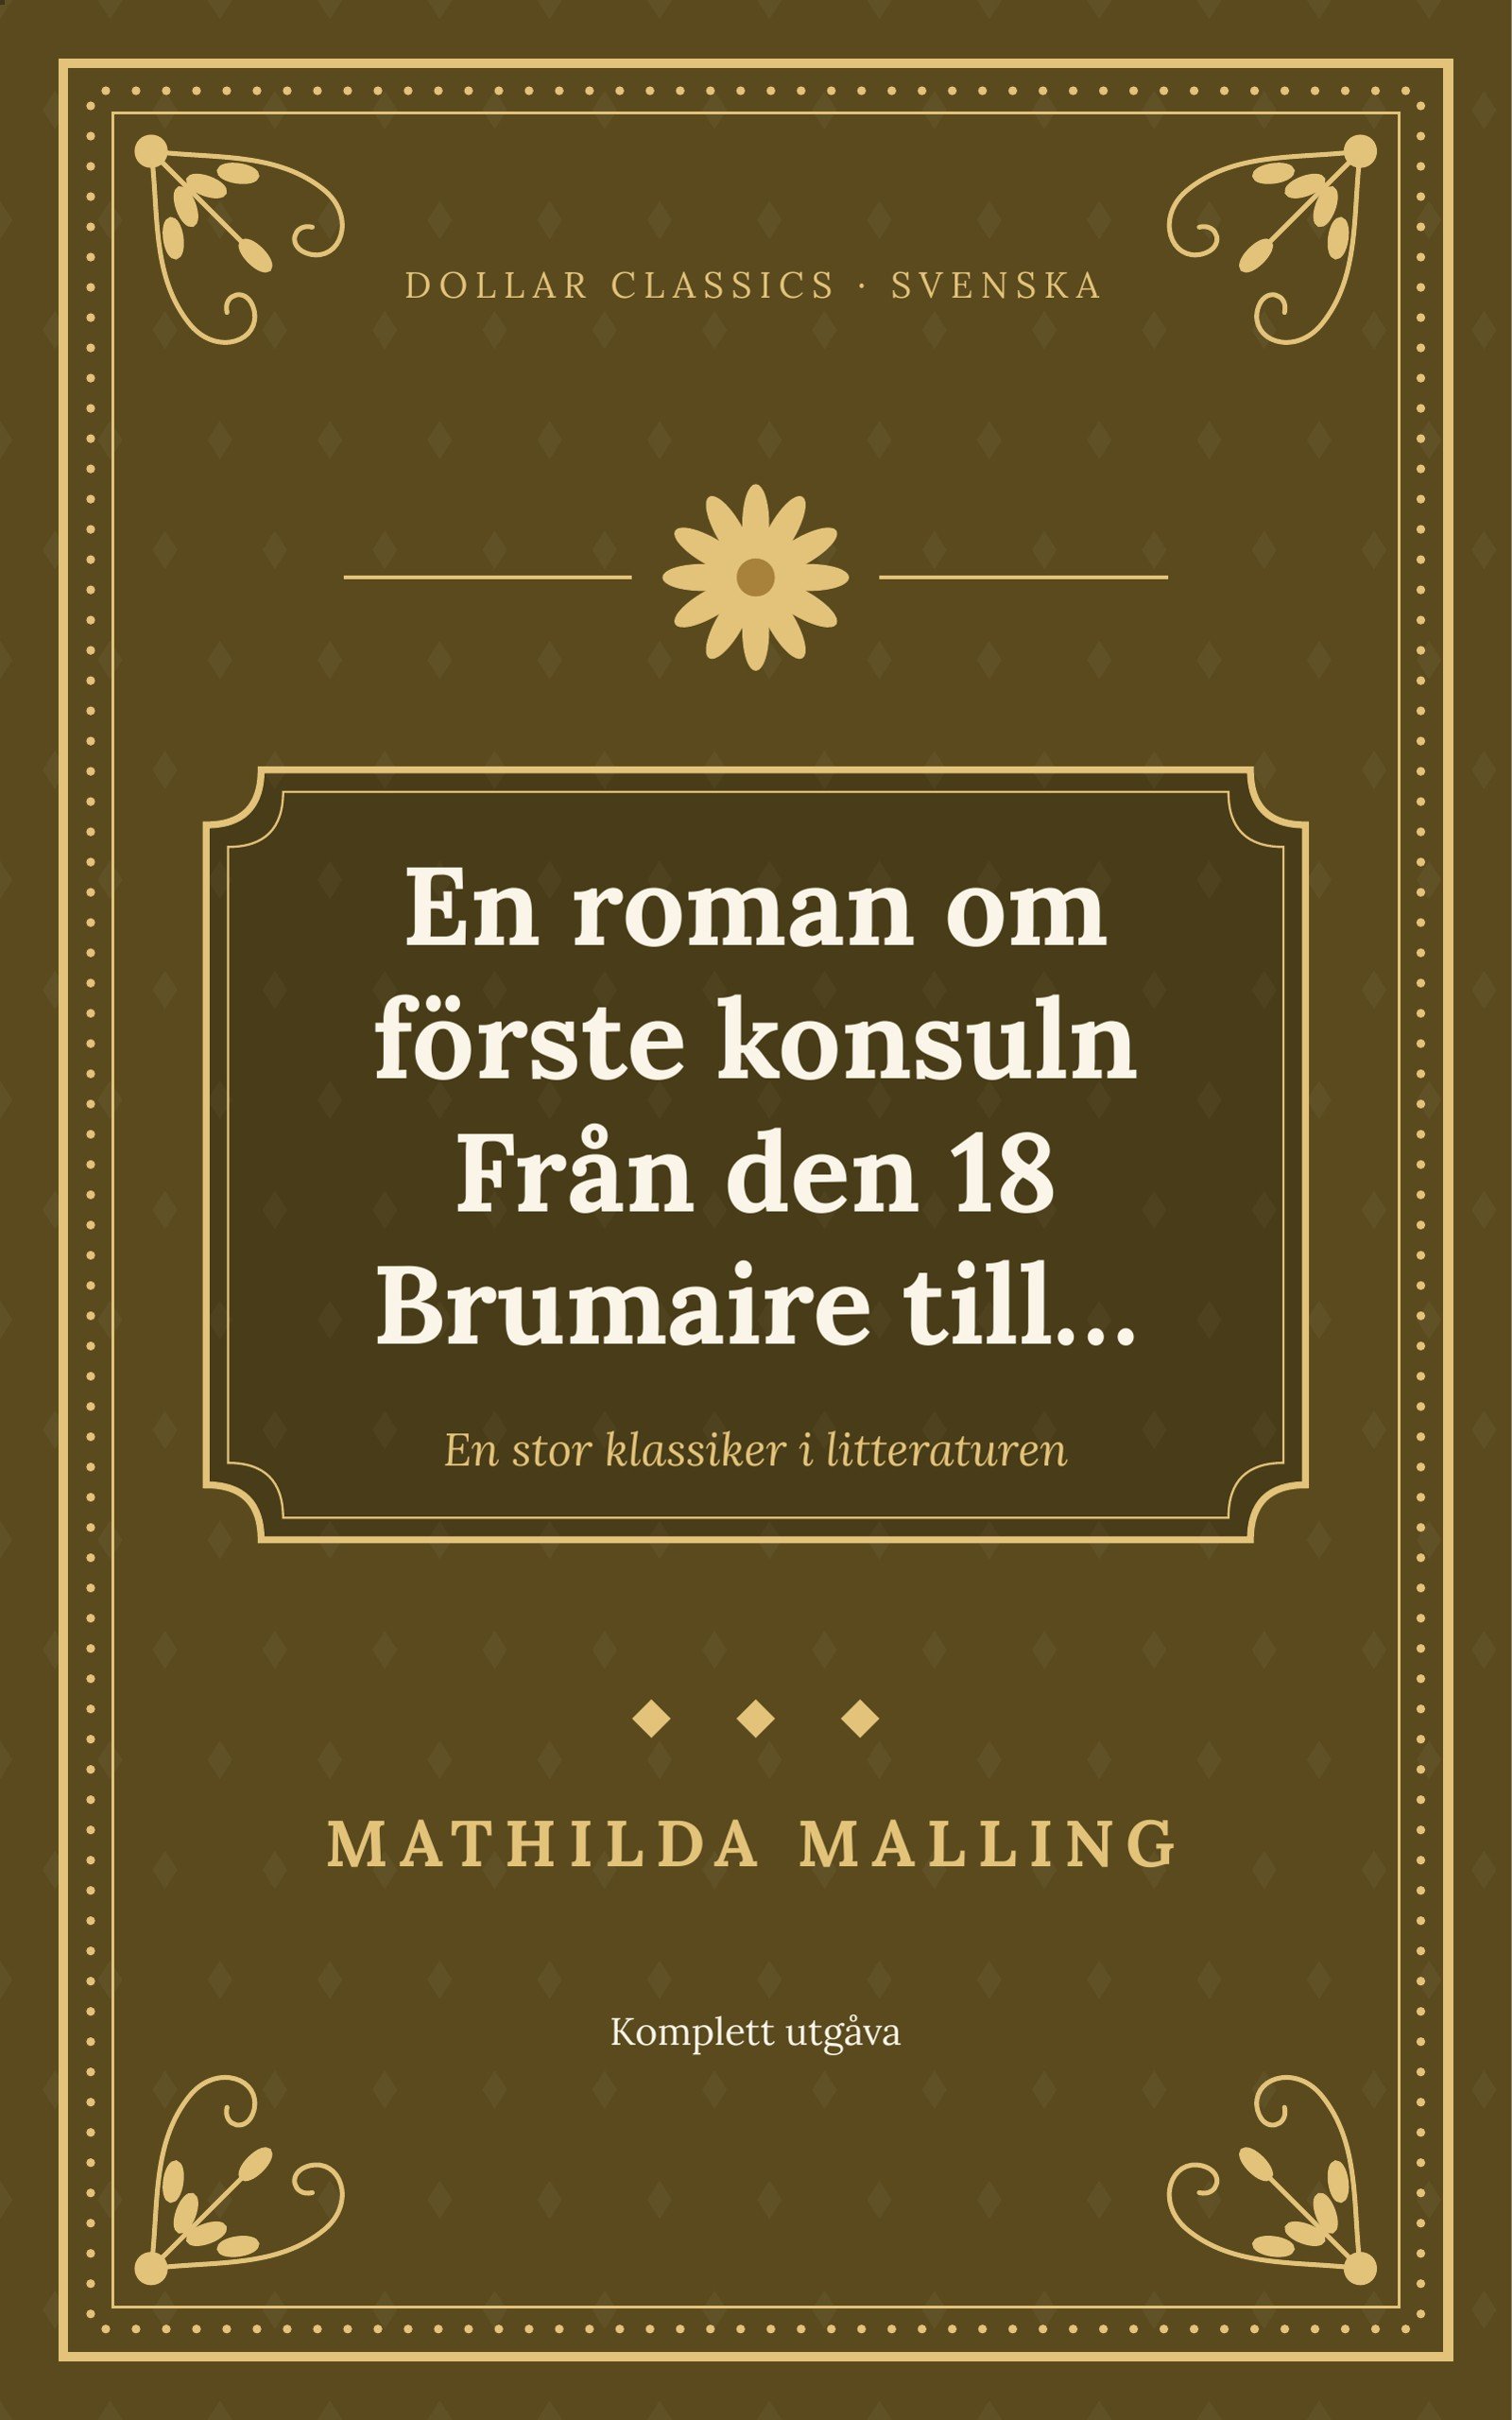 DOLLAR CLASSICS · SVENSKA
En roman om
förste konsuln
Från den 18
Brumaire till...
En stor klassiker i litteraturen
MATHILDA MALLING
Komplett utgåva